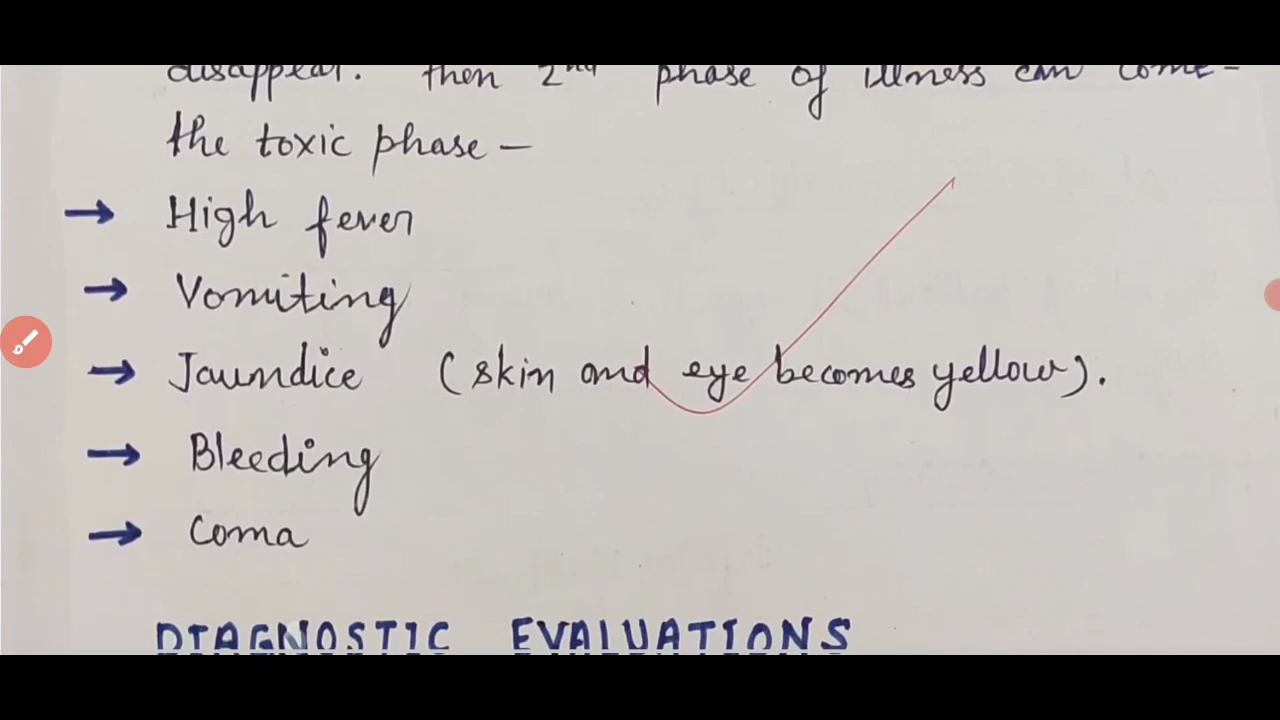 disappear. then 2nd phase of illness can come-
the toxic phase –
→ High fever
→ Vomiting
→ Jaundice (skin and eye becomes yellow).
→ Bleeding
→ Coma
DIAGNOSTIC EVALUATIONS